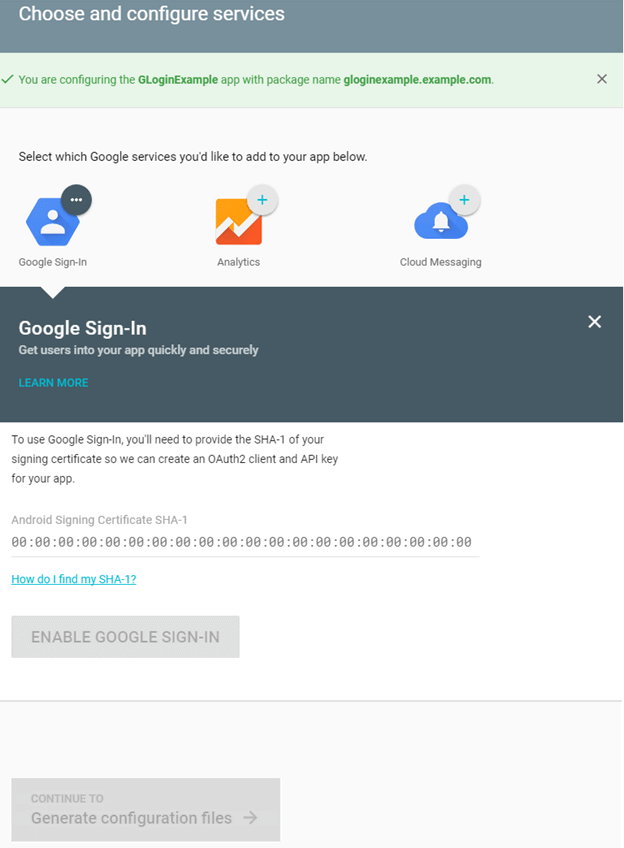 Choose and configure services
You are configuring the GLoginExample app with package name gloginexample.example.com.
Select which Google services you'd like to add to your app below.
Google Sign-In
Analytics
Cloud Messaging
Google Sign-In
Get users into your app quickly and securely
LEARN MORE
To use Google Sign-In, you'll need to provide the SHA-1 of your
signing certificate so we can create an OAuth2 client and API key
for your app.
Android Signing Certificate SHA-1
00:00:00:00:00:00:00:00:00:00:00:00:00:00:00:00:00:00:00:00
How do I find my SHA-1?
ENABLE GOOGLE SIGN-IN
CONTINUE TO
Generate configuration files